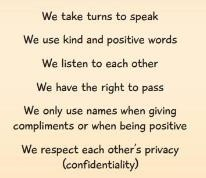 We take turns to speak
We use kind and positive words
We listen to each other
We have the right to pass
We only use names when giving
compliments or when being positive
We respect each other's privacy
(confidentiality)